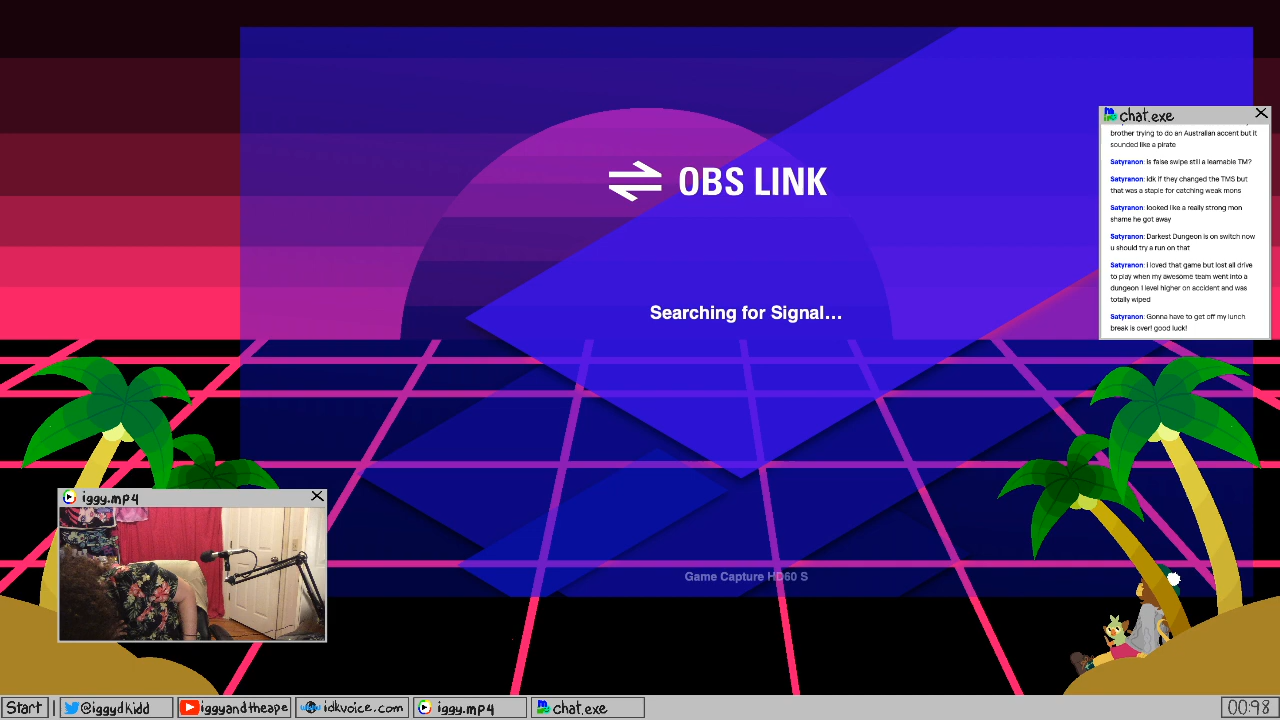 OBS LINK
Searching for Signal...
Game Capture HD60 S
chat.exe
brother trying to do an Australian accent but it
sounded like a pirate
Satyranon: is false swipe still a learnable TM?
Satyranon: Idk if they changed the TMS but
that was a staple for catching weak mons
Satyranon: looked like a really strong mon
shame he got away
Satyranon: Darkest Dungeon is on switch now
u should try a run on that
Satyranon: I loved that game but lost all drive
to play when my awesome team went into a
dungeon 1 level higher on accident and was
totally wiped
Satyranon: Gonna have to get off my lunch
break is over! good luck!
iggy.mp4
Start | @iggydkidd iggyandtheape idkvoice.com iggy.mp4 chat.exe 00:98